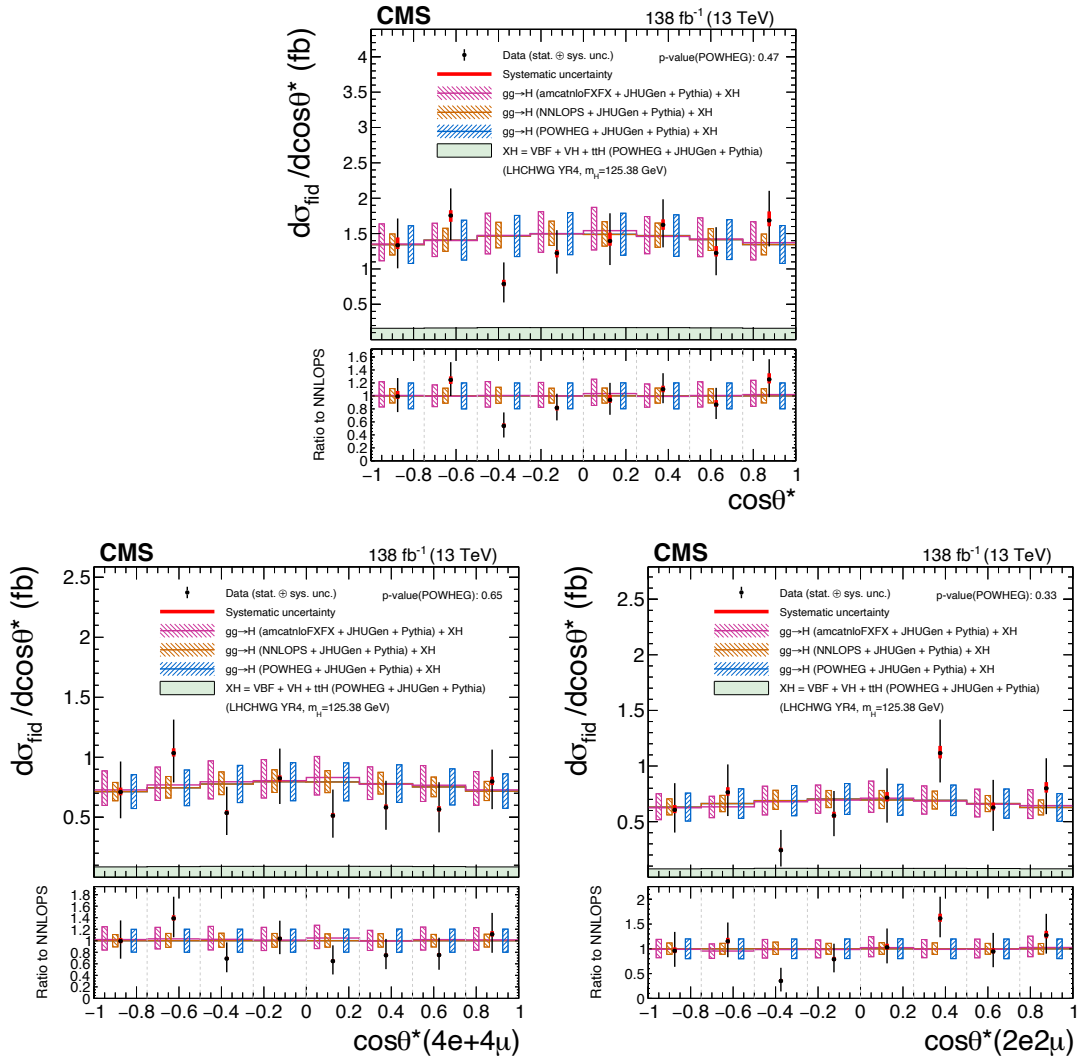 CMS 138 fb⁻¹ (13 TeV)
dσ_fid/dcosθ* (fb)
4
3.5
3
2.5
2
1.5
1
0.5
Data (stat. ⊕ sys. unc.) p-value(POWHEG): 0.47
Systematic uncertainty
gg→H (amcatnloFXFX + JHUGen + Pythia) + XH
gg→H (NNLOPS + JHUGen + Pythia) + XH
gg→H (POWHEG + JHUGen + Pythia) + XH
XH = VBF + VH + ttH (POWHEG + JHUGen + Pythia)
(LHCHWG YR4, m_H=125.38 GeV)
Ratio to NNLOPS
1.6
1.4
1.2
1
0.8
0.6
0.4
0.2
0
−1 −0.8 −0.6 −0.4 −0.2 0 0.2 0.4 0.6 0.8 1
cosθ*
CMS 138 fb⁻¹ (13 TeV)
dσ_fid/dcosθ* (fb)
2.5
2
1.5
1
0.5
Data (stat. ⊕ sys. unc.) p-value(POWHEG): 0.65
Systematic uncertainty
gg→H (amcatnloFXFX + JHUGen + Pythia) + XH
gg→H (NNLOPS + JHUGen + Pythia) + XH
gg→H (POWHEG + JHUGen + Pythia) + XH
XH = VBF + VH + ttH (POWHEG + JHUGen + Pythia)
(LHCHWG YR4, m_H=125.38 GeV)
Ratio to NNLOPS
1.8
1.6
1.4
1.2
1
0.8
0.6
0.4
0.2
0
−1 −0.8 −0.6 −0.4 −0.2 0 0.2 0.4 0.6 0.8 1
cosθ*(4e+4μ)
CMS 138 fb⁻¹ (13 TeV)
dσ_fid/dcosθ* (fb)
2.5
2
1.5
1
0.5
Data (stat. ⊕ sys. unc.) p-value(POWHEG): 0.33
Systematic uncertainty
gg→H (amcatnloFXFX + JHUGen + Pythia) + XH
gg→H (NNLOPS + JHUGen + Pythia) + XH
gg→H (POWHEG + JHUGen + Pythia) + XH
XH = VBF + VH + ttH (POWHEG + JHUGen + Pythia)
(LHCHWG YR4, m_H=125.38 GeV)
Ratio to NNLOPS
2
1.5
1
0.5
0
−1 −0.8 −0.6 −0.4 −0.2 0 0.2 0.4 0.6 0.8 1
cosθ*(2e2μ)